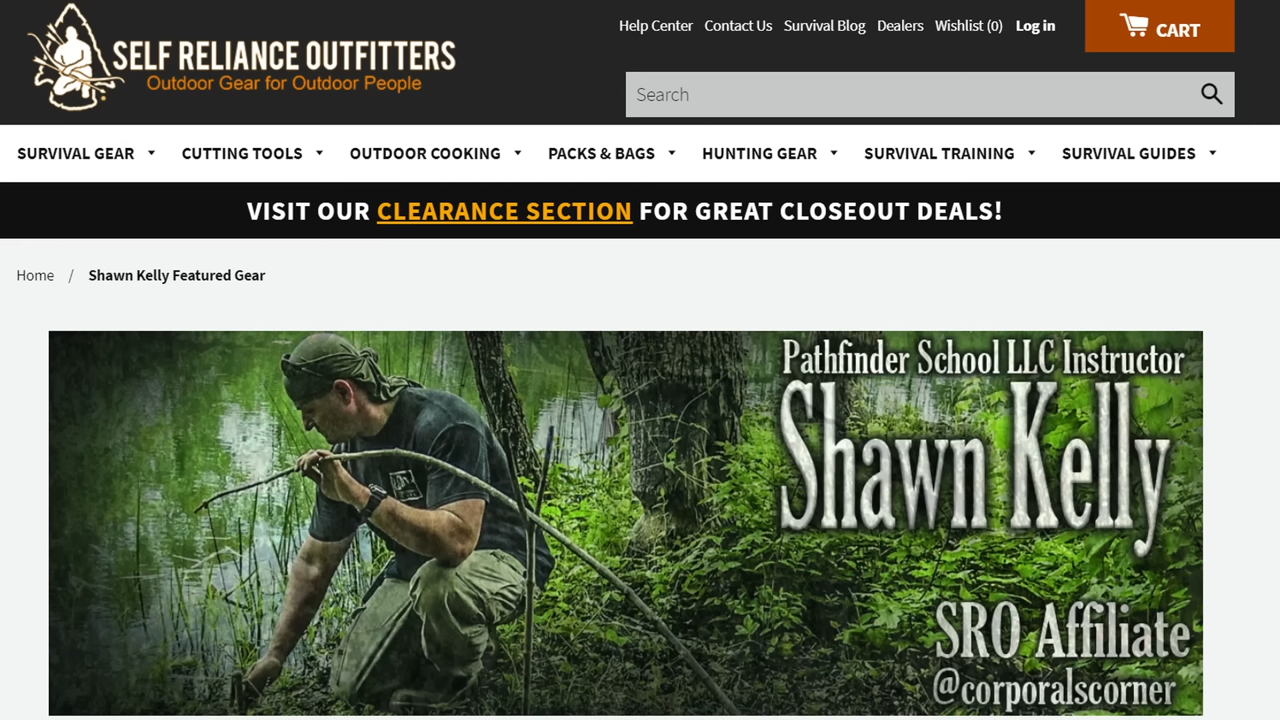 SELF RELIANCE OUTFITTERS
Outdoor Gear for Outdoor People
Help Center Contact Us Survival Blog Dealers Wishlist (0) Log in
CART
Search
SURVIVAL GEAR CUTTING TOOLS OUTDOOR COOKING PACKS & BAGS HUNTING GEAR SURVIVAL TRAINING SURVIVAL GUIDES
VISIT OUR CLEARANCE SECTION FOR GREAT CLOSEOUT DEALS!
Home / Shawn Kelly Featured Gear
Pathfinder School LLC Instructor
Shawn Kelly
SRO Affiliate
@corporalscorner